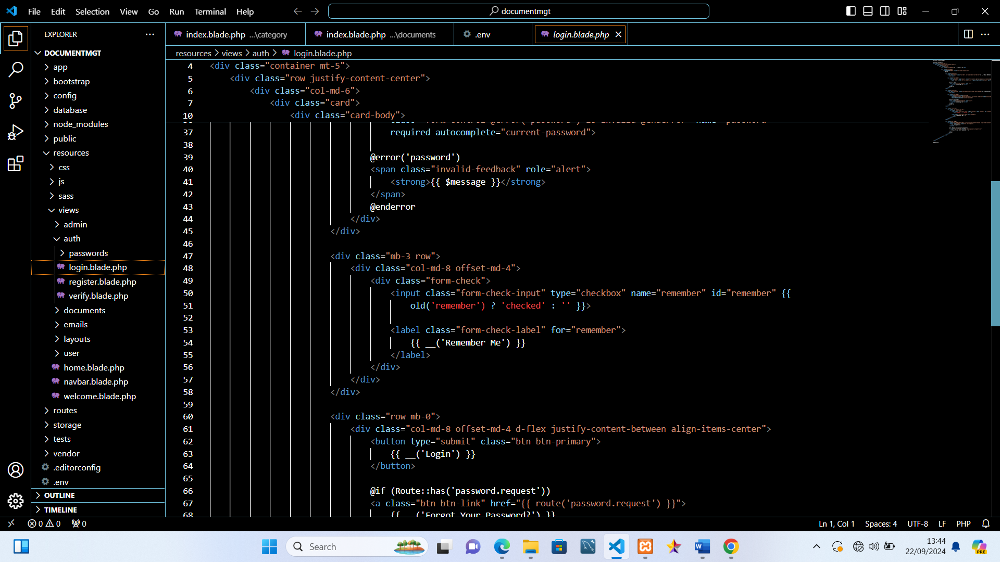 File Edit Selection View Go Run Terminal Help
documentmgt
EXPLORER
index.blade.php ...\category
index.blade.php ...\documents
.env
login.blade.php
DOCUMENTMGT
app
bootstrap
config
database
node_modules
public
resources
css
js
sass
views
admin
auth
passwords
login.blade.php
register.blade.php
verify.blade.php
documents
emails
layouts
user
home.blade.php
navbar.blade.php
welcome.blade.php
routes
storage
tests
vendor
.editorconfig
.env
OUTLINE
TIMELINE
resources > views > auth > login.blade.php
4 <div class="container mt-5">
5 <div class="row justify-content-center">
6 <div class="col-md-6">
7 <div class="card">
10 <div class="card-body">
37 required autocomplete="current-password">
38
39 @error('password')
40 <span class="invalid-feedback" role="alert">
41 <strong>{{ $message }}</strong>
42 </span>
43 @enderror
44 </div>
45 </div>
46
47 <div class="mb-3 row">
48 <div class="col-md-8 offset-md-4">
49 <div class="form-check">
50 <input class="form-check-input" type="checkbox" name="remember" id="remember" {{
51 old('remember') ? 'checked' : '' }}>
52
53 <label class="form-check-label" for="remember">
54 {{ __('Remember Me') }}
55 </label>
56 </div>
57 </div>
58 </div>
59
60 <div class="row mb-0">
61 <div class="col-md-8 offset-md-4 d-flex justify-content-between align-items-center">
62 <button type="submit" class="btn btn-primary">
63 {{ __('Login') }}
64 </button>
65
66 @if (Route::has('password.request'))
67 <a class="btn btn-link" href="{{ route('password.request') }}">
68 {{ __('Forgot Your Password?') }}
0 0 0
Ln 1, Col 1 Spaces: 4 UTF-8 LF PHP
Search
13:44
22/09/2024
PRE